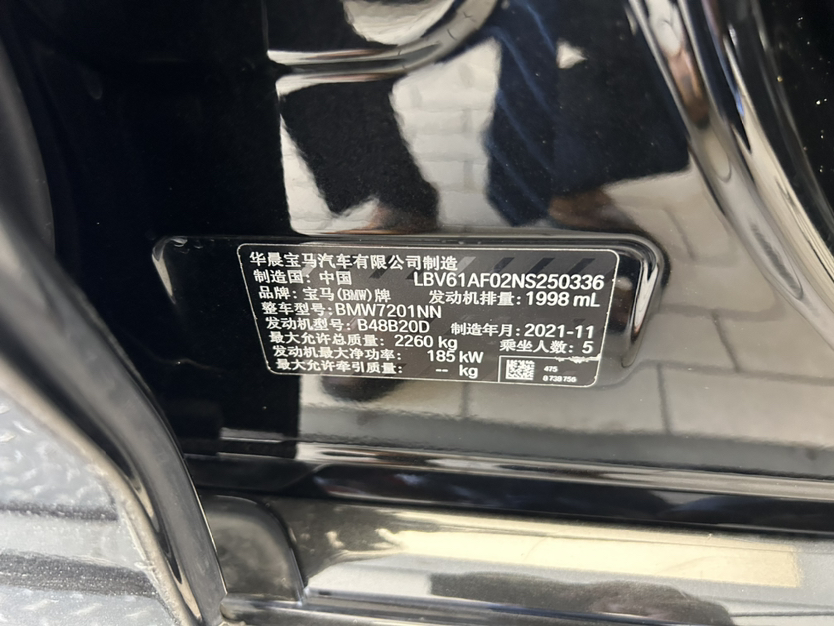 华晨宝马汽车有限公司制造
制造国：中国 LBV61AF02NS250336
品牌：宝马(BMW)牌 发动机排量：1998 mL
整车型号：BMW7201NN
发动机型号：B48B20D 制造年月：2021-11
最大允许总质量： 2260 kg 乘坐人数：5
发动机最大净功率： 185 kW
最大允许牵引质量： -- kg
475
0 738 756